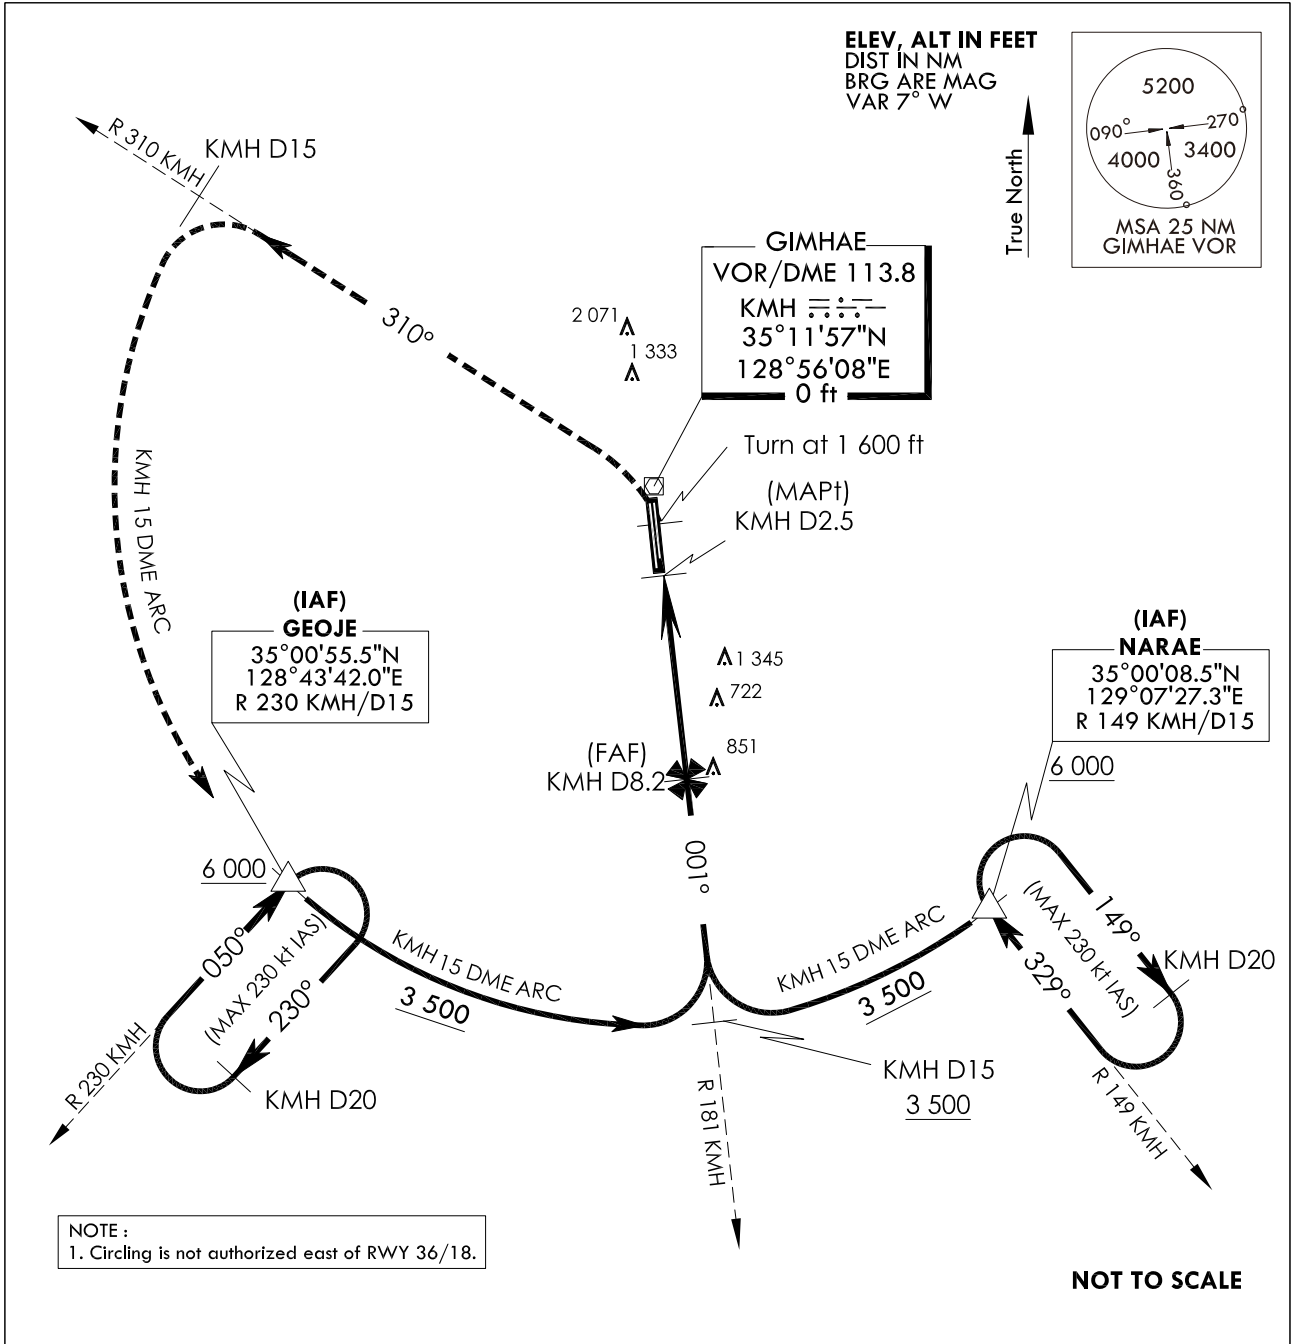 ELEV, ALT IN FEET
DIST IN NM
BRG ARE MAG
VAR 7° W
True North
5200
090°
270°
4000
3400
360°
MSA 25 NM
GIMHAE VOR
R 310 KMH
KMH D15
310°
2 071
1 333
GIMHAE
VOR/DME 113.8
KMH
35°11'57"N
128°56'08"E
0 ft
Turn at 1 600 ft
(MAPt)
KMH D2.5
KMH 15 DME ARC
(IAF)
GEOJE
35°00'55.5"N
128°43'42.0"E
R 230 KMH/D15
(IAF)
NARAE
35°00'08.5"N
129°07'27.3"E
R 149 KMH/D15
1 345
722
851
(FAF)
KMH D8.2
6 000
6 000
001°
050°
(MAX 230 kt IAS)
230°
KMH D20
R 230 KMH
KMH 15 DME ARC
3 500
KMH 15 DME ARC
3 500
149°
(MAX 230 kt IAS)
329°
KMH D20
R 149 KMH
KMH D15
3 500
R 181 KMH
NOTE :
1. Circling is not authorized east of RWY 36/18.
NOT TO SCALE